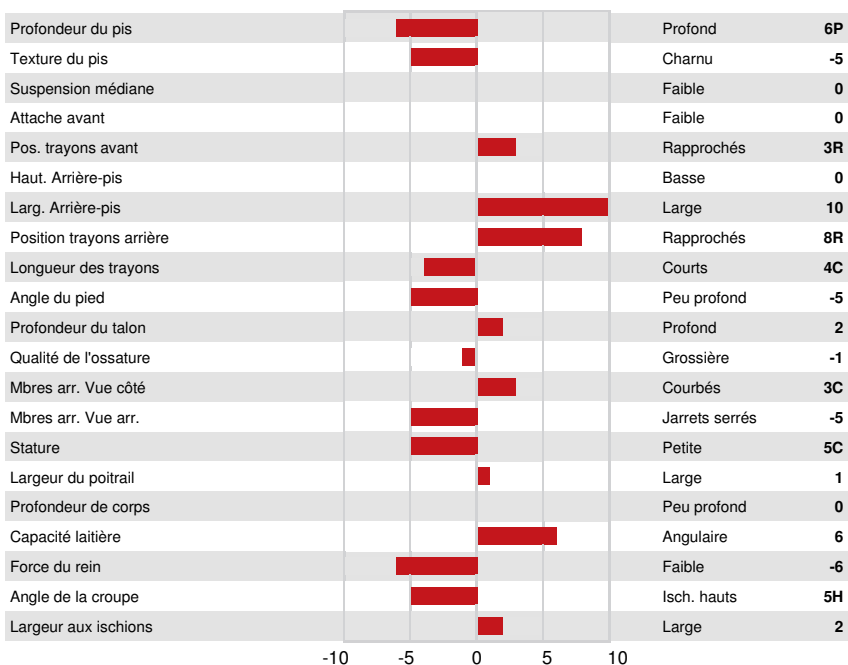 Profondeur du pis Profond 6P
Texture du pis Charnu -5
Suspension médiane Faible 0
Attache avant Faible 0
Pos. trayons avant Rapprochés 3R
Haut. Arrière-pis Basse 0
Larg. Arrière-pis Large 10
Position trayons arrière Rapprochés 8R
Longueur des trayons Courts 4C
Angle du pied Peu profond -5
Profondeur du talon Profond 2
Qualité de l'ossature Grossière -1
Mbres arr. Vue côté Courbés 3C
Mbres arr. Vue arr. Jarrets serrés -5
Stature Petite 5C
Largeur du poitrail Large 1
Profondeur de corps Peu profond 0
Capacité laitière Angulaire 6
Force du rein Faible -6
Angle de la croupe Isch. hauts 5H
Largeur aux ischions Large 2
-10 -5 0 5 10